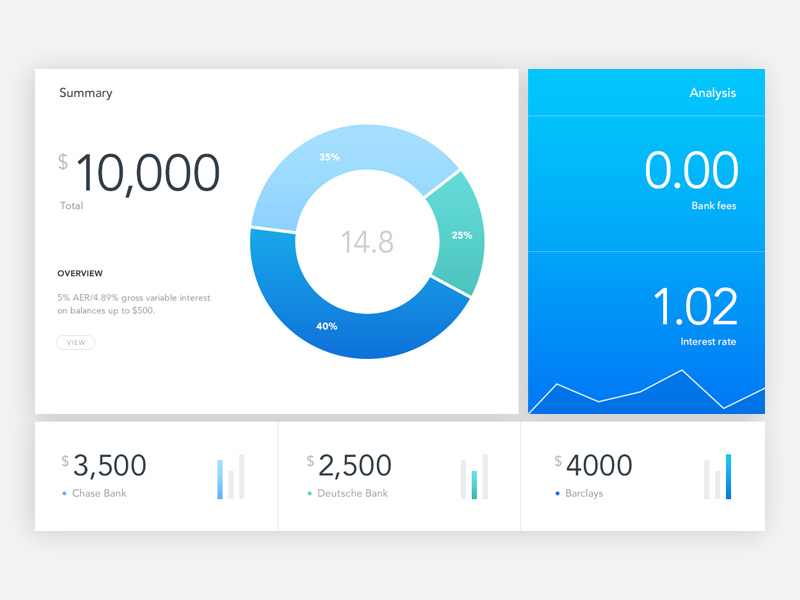 Summary
$ 10,000
Total
OVERVIEW
5% AER/4.89% gross variable interest
on balances up to $500.
VIEW
35%
25%
14.8
40%
Analysis
0.00
Bank fees
1.02
Interest rate
$ 3,500
Chase Bank
$ 2,500
Deutsche Bank
$ 4000
Barclays